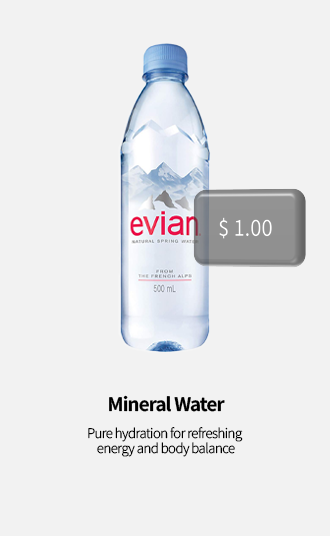 evian
NATURAL SPRING WATER
$ 1.00
FROM
THE FRENCH ALPS
500 mL
Mineral Water
Pure hydration for refreshing
energy and body balance